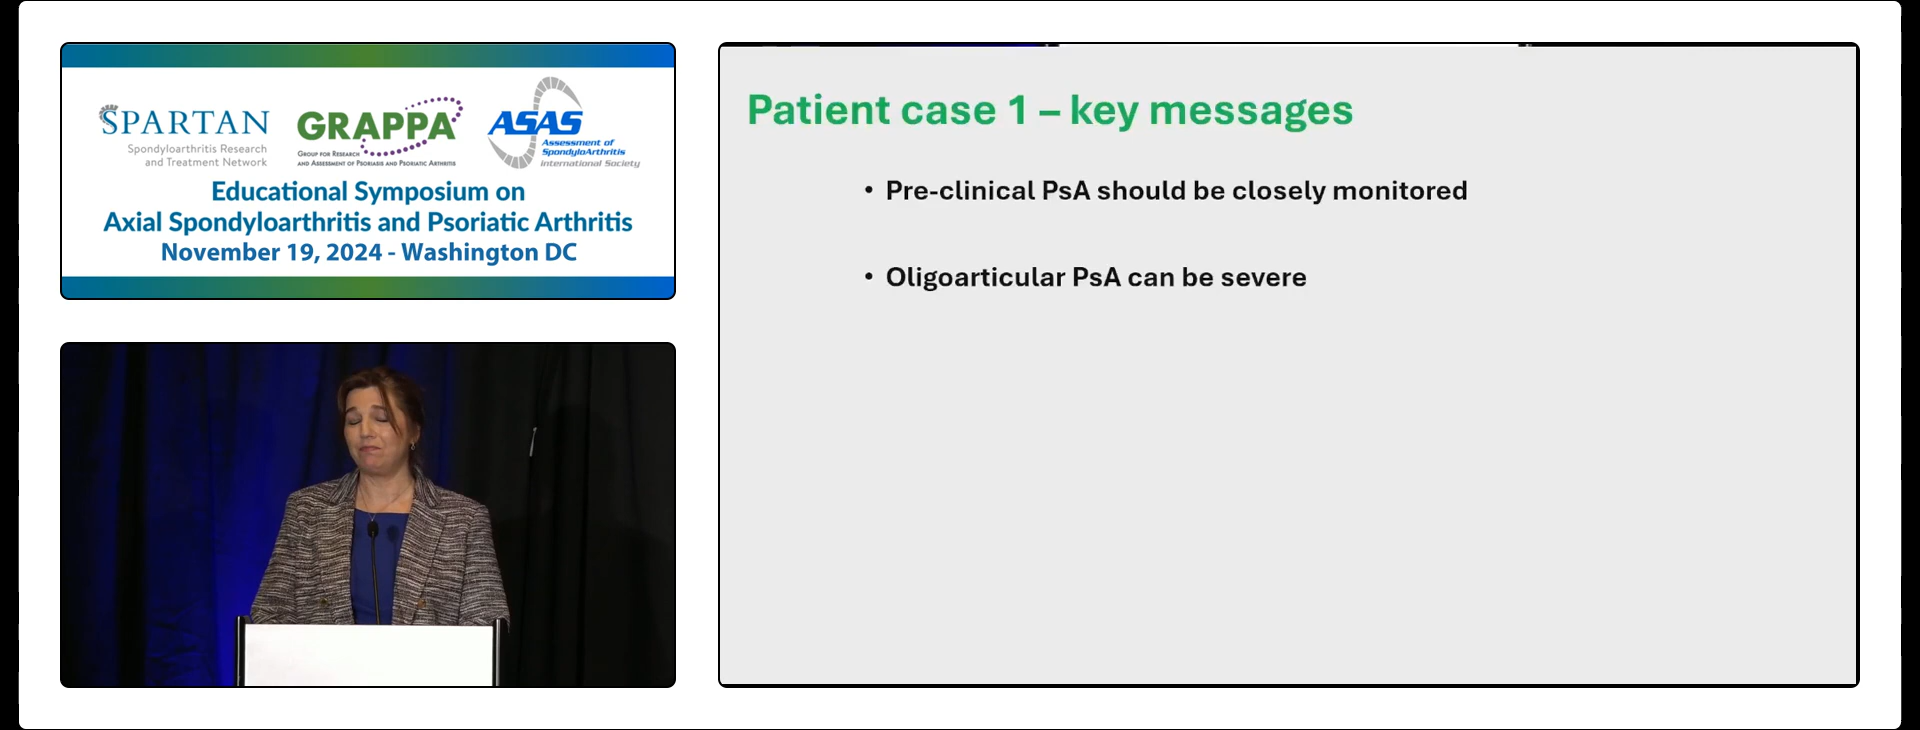 SPARTAN
Spondyloarthritis Research
and Treatment Network
GRAPPA
Group for Research
and Assessment of Psoriasis and Psoriatic Arthritis
ASAS
Assessment of
SpondyloArthritis
international Society
Educational Symposium on
Axial Spondyloarthritis and Psoriatic Arthritis
November 19, 2024 - Washington DC
Patient case 1 – key messages
• Pre-clinical PsA should be closely monitored
• Oligoarticular PsA can be severe